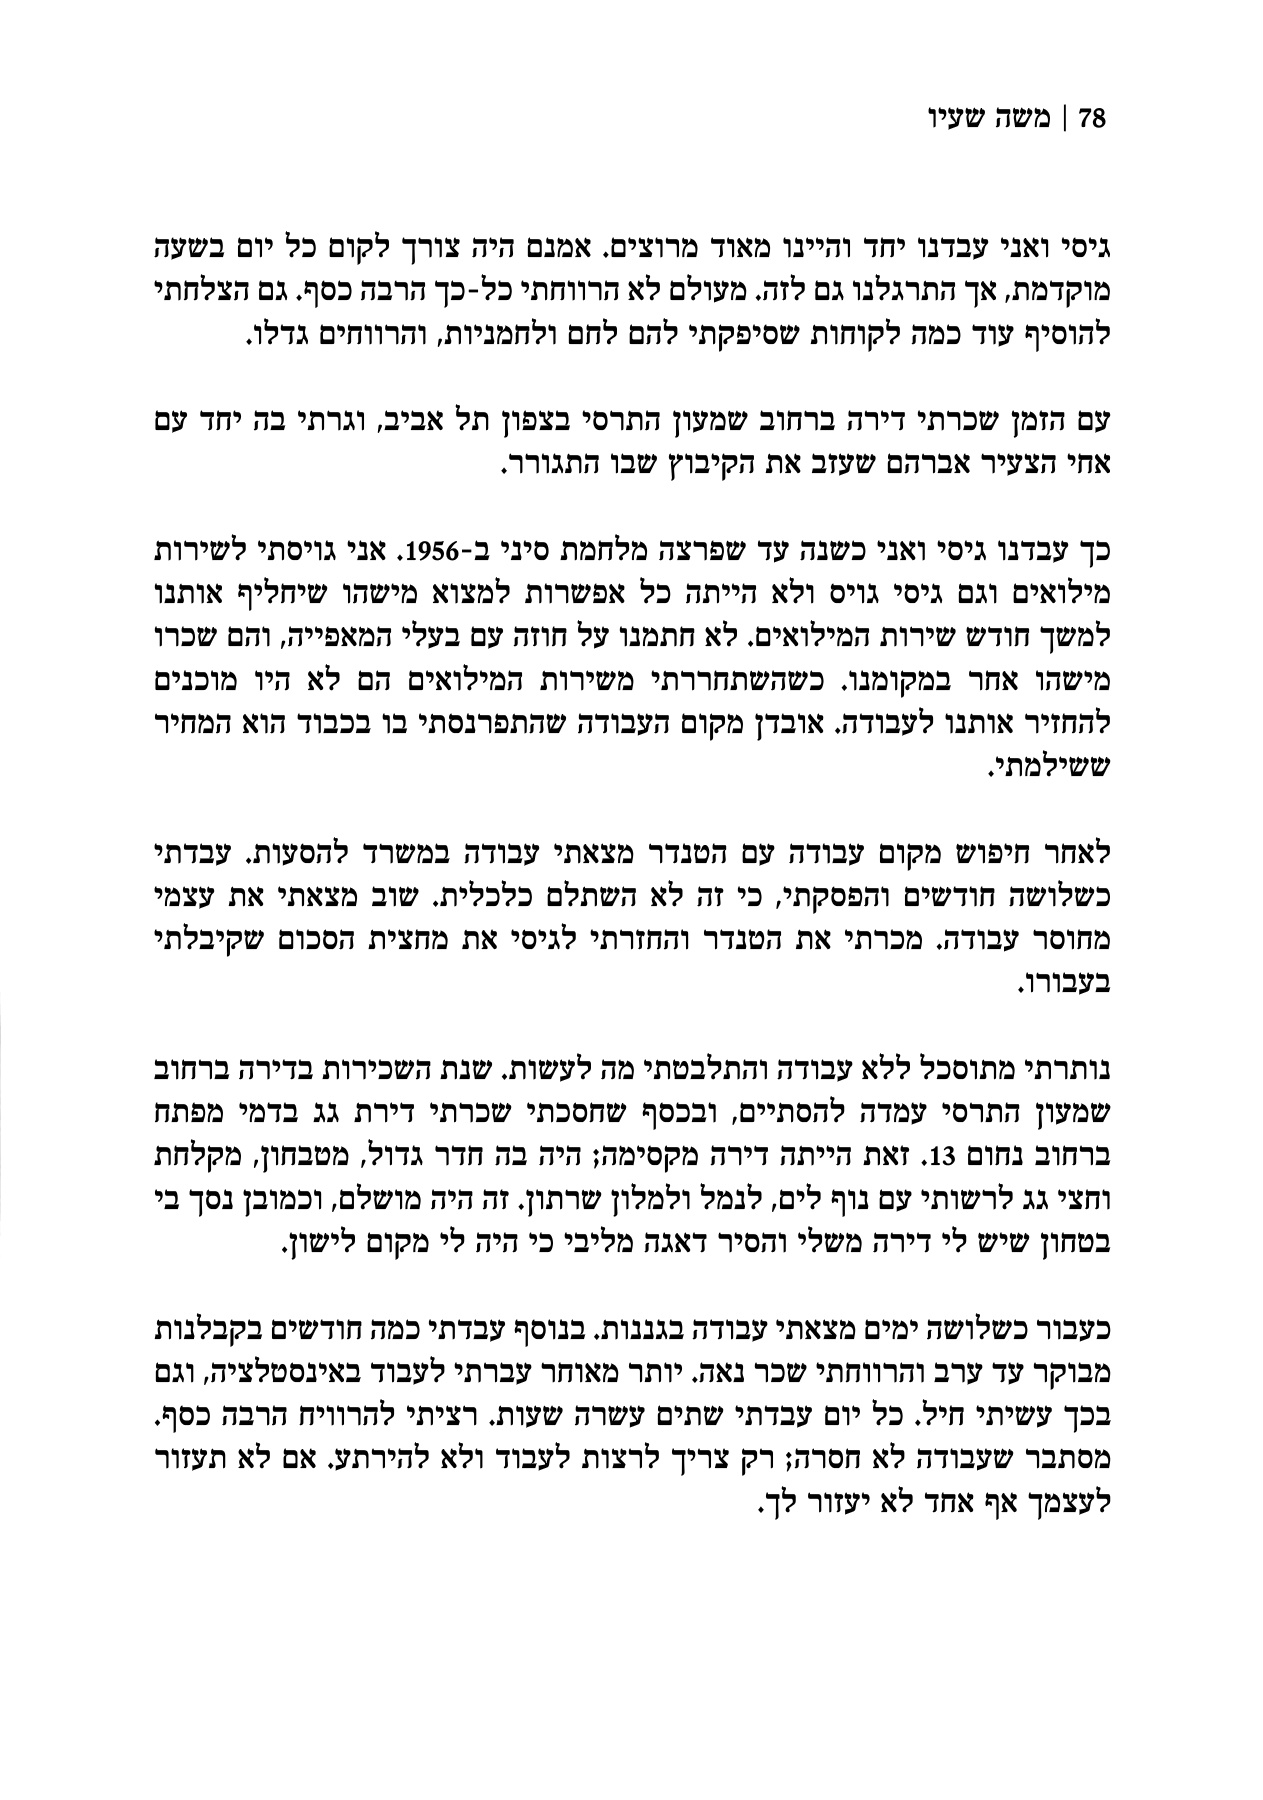 78 | משה שעיו
גיסי ואני עבדנו יחד והיינו מאוד מרוצים. אמנם היה צורך לקום כל יום בשעה
מוקדמת, אך התרגלנו גם לזה. מעולם לא הרווחתי כל-כך הרבה כסף. גם הצלחתי
להוסיף עוד כמה לקוחות שסיפקתי להם לחם ולחמניות, והרווחים גדלו.
עם הזמן שכרתי דירה ברחוב שמעון התרסי בצפון תל אביב, וגרתי בה יחד עם
אחי הצעיר אברהם שעזב את הקיבוץ שבו התגורר.
כך עבדנו גיסי ואני כשנה עד שפרצה מלחמת סיני ב-1956. אני גויסתי לשירות
מילואים וגם גיסי גויס ולא הייתה כל אפשרות למצוא מישהו שיחליף אותנו
למשך חודש שירות המילואים. לא חתמנו על חוזה עם בעלי המאפייה, והם שכרו
מישהו אחר במקומנו. כשהשתחררתי משירות המילואים הם לא היו מוכנים
להחזיר אותנו לעבודה. אובדן מקום העבודה שהתפרנסתי בו בכבוד הוא המחיר
ששילמתי.
לאחר חיפוש מקום עבודה עם הטנדר מצאתי עבודה במשרד להסעות. עבדתי
כשלושה חודשים והפסקתי, כי זה לא השתלם כלכלית. שוב מצאתי את עצמי
מחוסר עבודה. מכרתי את הטנדר והחזרתי לגיסי את מחצית הסכום שקיבלתי
בעבורו.
נותרתי מתוסכל ללא עבודה והתלבטתי מה לעשות. שנת השכירות בדירה ברחוב
שמעון התרסי עמדה להסתיים, ובכסף שחסכתי שכרתי דירת גג בדמי מפתח
ברחוב נחום 13. זאת הייתה דירה מקסימה; היה בה חדר גדול, מטבחון, מקלחת
וחצי גג לרשותי עם נוף לים, לנמל ולמלון שרתון. זה היה מושלם, וכמובן נסך בי
בטחון שיש לי דירה משלי והסיר דאגה מליבי כי היה לי מקום לישון.
כעבור כשלושה ימים מצאתי עבודה בגננות. בנוסף עבדתי כמה חודשים בקבלנות
מבוקר עד ערב והרווחתי שכר נאה. יותר מאוחר עברתי לעבוד באינסטלציה, וגם
בכך עשיתי חיל. כל יום עבדתי שתים עשרה שעות. רציתי להרוויח הרבה כסף.
מסתבר שעבודה לא חסרה; רק צריך לרצות לעבוד ולא להירתע. אם לא תעזור
לעצמך אף אחד לא יעזור לך.